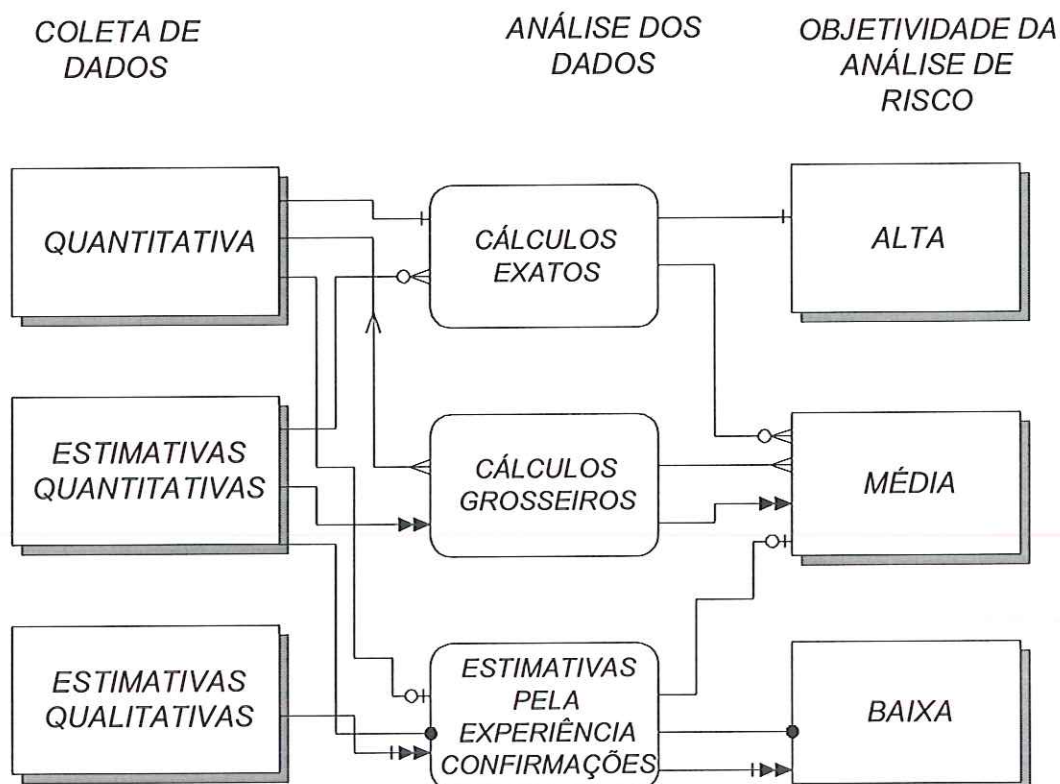 COLETA DE
DADOS
ANÁLISE DOS
DADOS
OBJETIVIDADE DA
ANÁLISE DE
RISCO
QUANTITATIVA
CÁLCULOS
EXATOS
ALTA
ESTIMATIVAS
QUANTITATIVAS
CÁLCULOS
GROSSEIROS
MÉDIA
ESTIMATIVAS
QUALITATIVAS
ESTIMATIVAS
PELA
EXPERIÊNCIA
CONFIRMAÇÕES
BAIXA